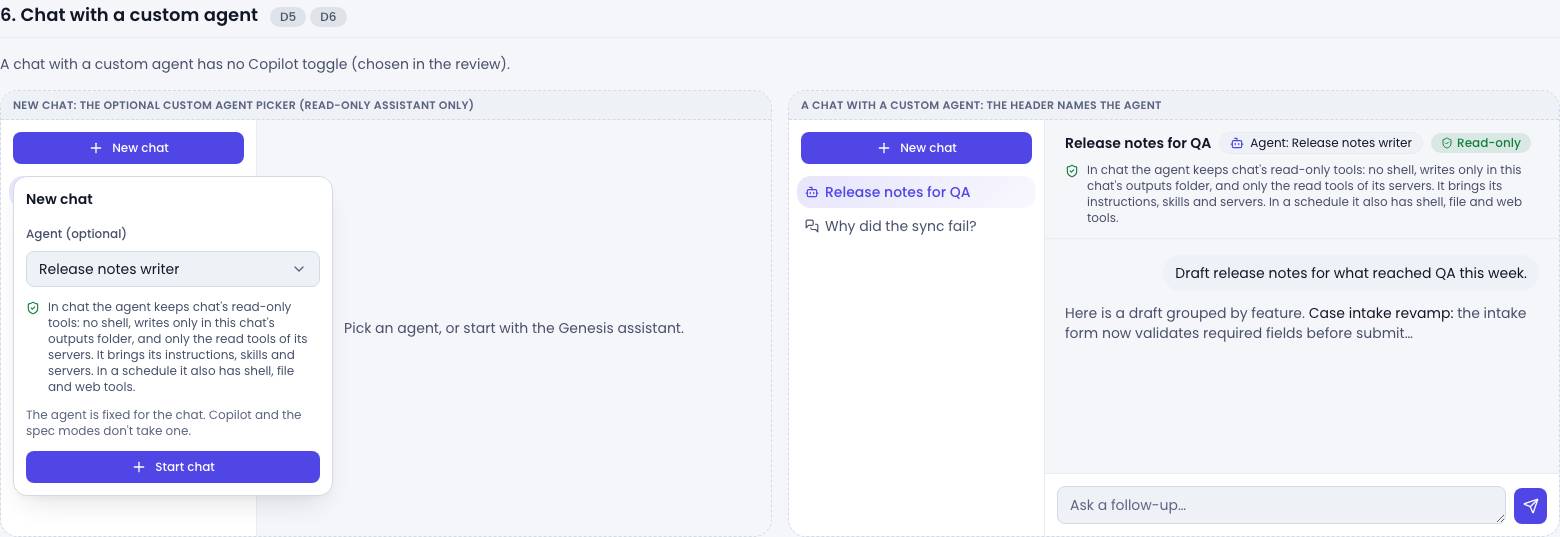 6. Chat with a custom agent D5 D6
A chat with a custom agent has no Copilot toggle (chosen in the review).
NEW CHAT: THE OPTIONAL CUSTOM AGENT PICKER (READ-ONLY ASSISTANT ONLY)
New chat
New chat
Agent (optional)
Release notes writer
In chat the agent keeps chat's read-only
tools: no shell, writes only in this chat's
outputs folder, and only the read tools of its
servers. It brings its instructions, skills and
servers. In a schedule it also has shell, file
and web tools.
The agent is fixed for the chat. Copilot and the
spec modes don't take one.
Start chat
Pick an agent, or start with the Genesis assistant.
A CHAT WITH A CUSTOM AGENT: THE HEADER NAMES THE AGENT
New chat
Release notes for QA
Why did the sync fail?
Release notes for QA Agent: Release notes writer Read-only
In chat the agent keeps chat's read-only tools: no shell, writes only in this
chat's outputs folder, and only the read tools of its servers. It brings its
instructions, skills and servers. In a schedule it also has shell, file and web
tools.
Draft release notes for what reached QA this week.
Here is a draft grouped by feature. Case intake revamp: the intake
form now validates required fields before submit…
Ask a follow-up…